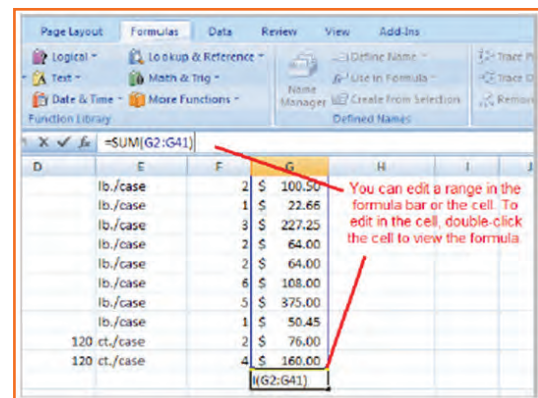 Page Layout Formulas Data Review View Add-Ins
Logical Lookup & Reference Define Name Trace
Text Math & Trig Use in Formula Trace
Date & Time More Functions Name Manager Create from Selection
Function Library Defined Names
fx =SUM(G2:G41)
D E F G H I J
lb./case 2 $ 100.50
lb./case 1 $ 22.66
lb./case 3 $ 227.25
lb./case 2 $ 64.00
lb./case 2 $ 64.00
lb./case 6 $ 108.00
lb./case 5 $ 375.00
lb./case 1 $ 50.45
120 ct./case 2 $ 76.00
120 ct./case 4 $ 160.00
(G2:G41)
You can edit a range in the
formula bar or the cell. To
edit in the cell, double-click
the cell to view the formula.